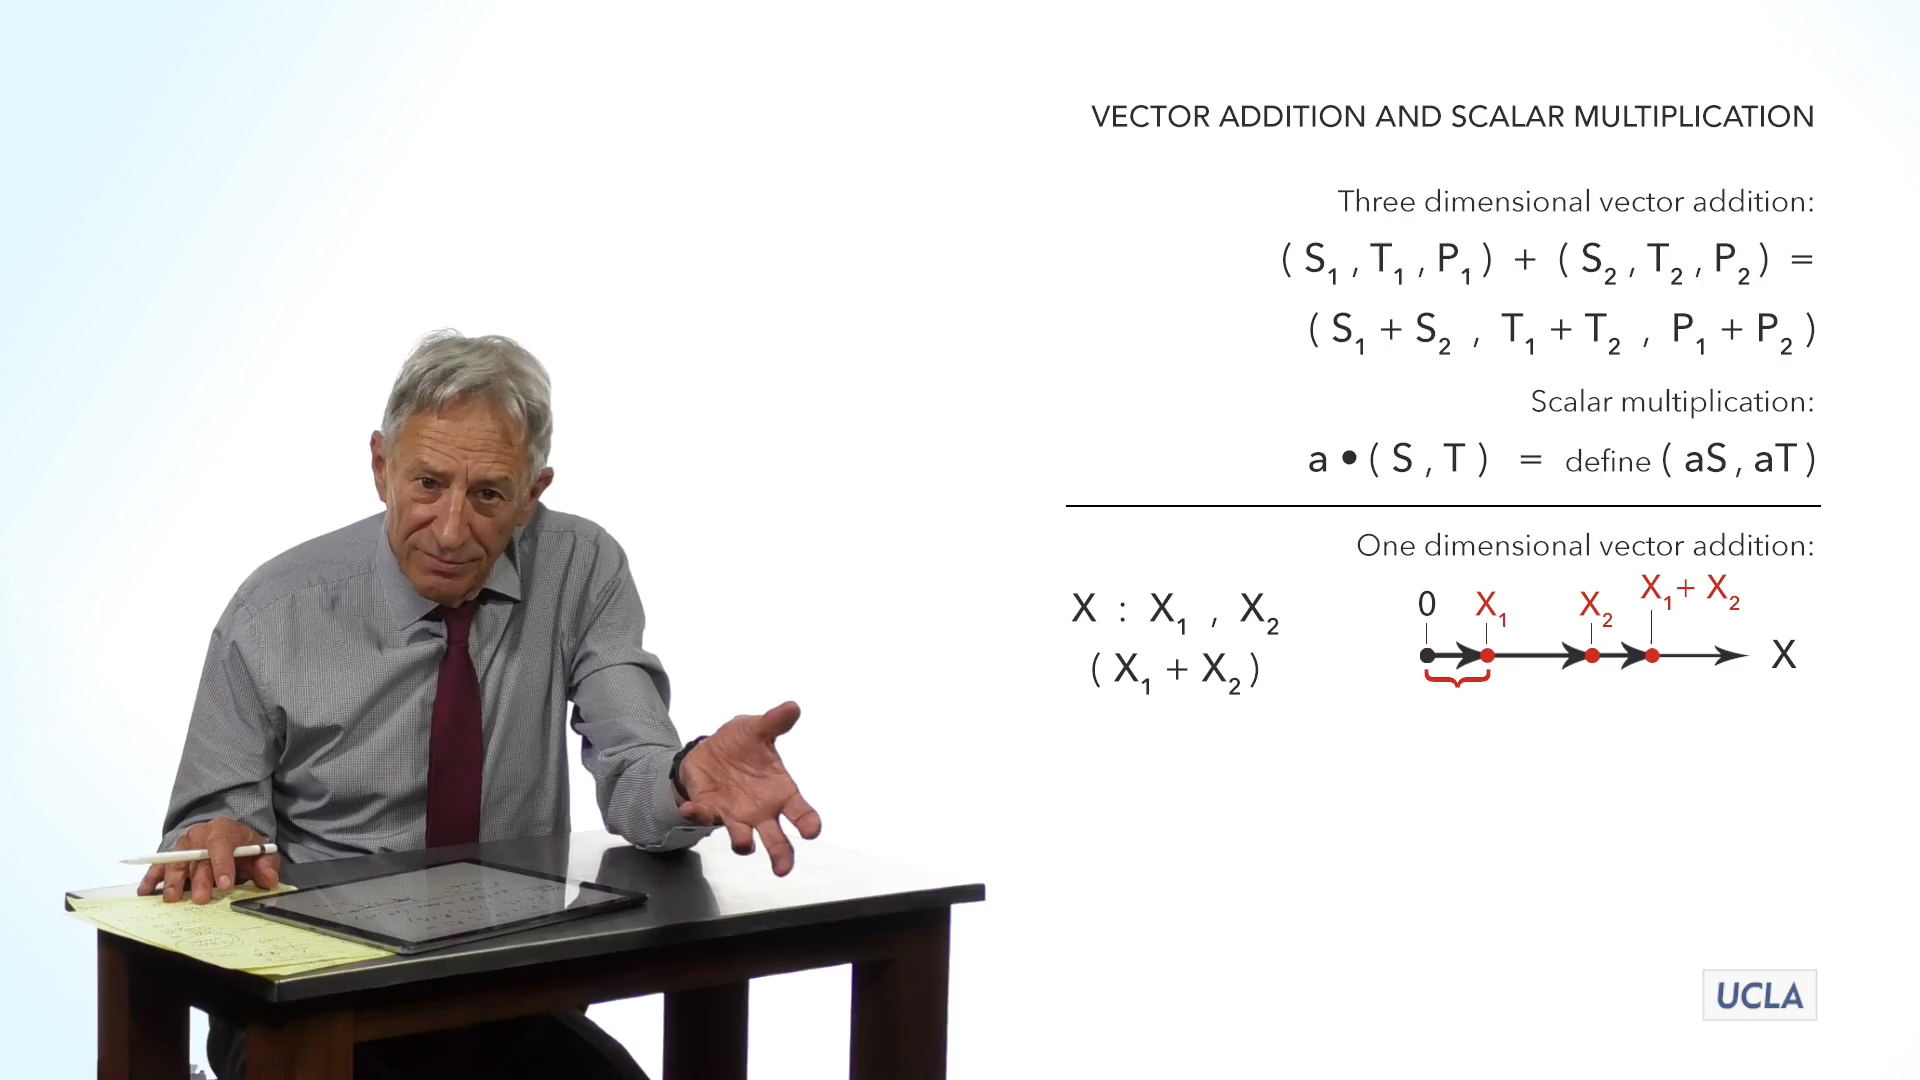 VECTOR ADDITION AND SCALAR MULTIPLICATION
Three dimensional vector addition:
( S₁ , T₁ , P₁ ) + ( S₂ , T₂ , P₂ ) =
( S₁ + S₂ , T₁ + T₂ , P₁ + P₂ )
Scalar multiplication:
a • ( S , T ) = define ( aS , aT )
One dimensional vector addition:
X : X₁ , X₂
( X₁ + X₂ )
0 X₁ X₂ X₁ + X₂
X
UCLA